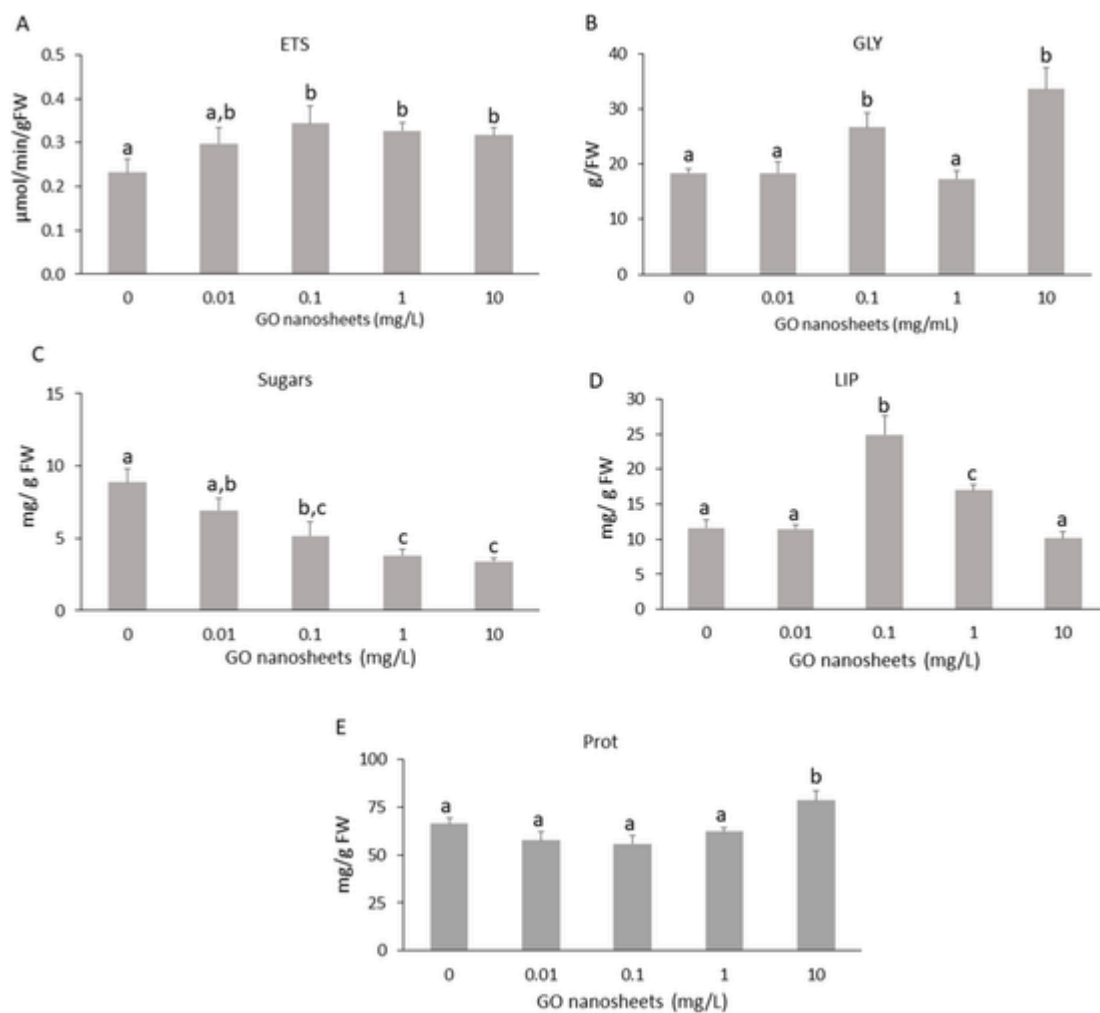 A
ETS
0.5
0.4
0.3
0.2
0.1
0.0
µmol/min/gFW
a
a,b
b
b
b
0 0.01 0.1 1 10
GO nanosheets (mg/L)
B
GLY
40
30
20
10
0
g/FW
a
a
b
a
b
0 0.01 0.1 1 10
GO nanosheets (mg/mL)
C
Sugars
15
10
5
0
mg/ g FW
a
a,b
b,c
c
c
0 0.01 0.1 1 10
GO nanosheets (mg/L)
D
LIP
30
25
20
15
10
5
0
mg/ g FW
a
a
b
c
a
0 0.01 0.1 1 10
GO nanosheets (mg/L)
E
Prot
100
75
50
25
0
mg/g FW
a
a
a
a
b
0 0.01 0.1 1 10
GO nanosheets (mg/L)